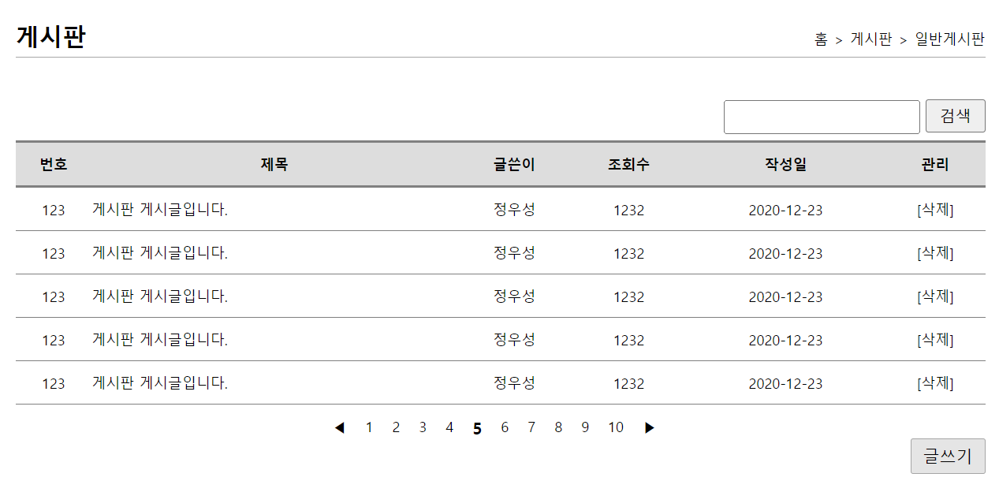 게시판
홈 > 게시판 > 일반게시판
검색
번호 제목 글쓴이 조회수 작성일 관리
123 게시판 게시글입니다. 정우성 1232 2020-12-23 [삭제]
123 게시판 게시글입니다. 정우성 1232 2020-12-23 [삭제]
123 게시판 게시글입니다. 정우성 1232 2020-12-23 [삭제]
123 게시판 게시글입니다. 정우성 1232 2020-12-23 [삭제]
123 게시판 게시글입니다. 정우성 1232 2020-12-23 [삭제]
◀ 1 2 3 4 5 6 7 8 9 10 ▶
글쓰기